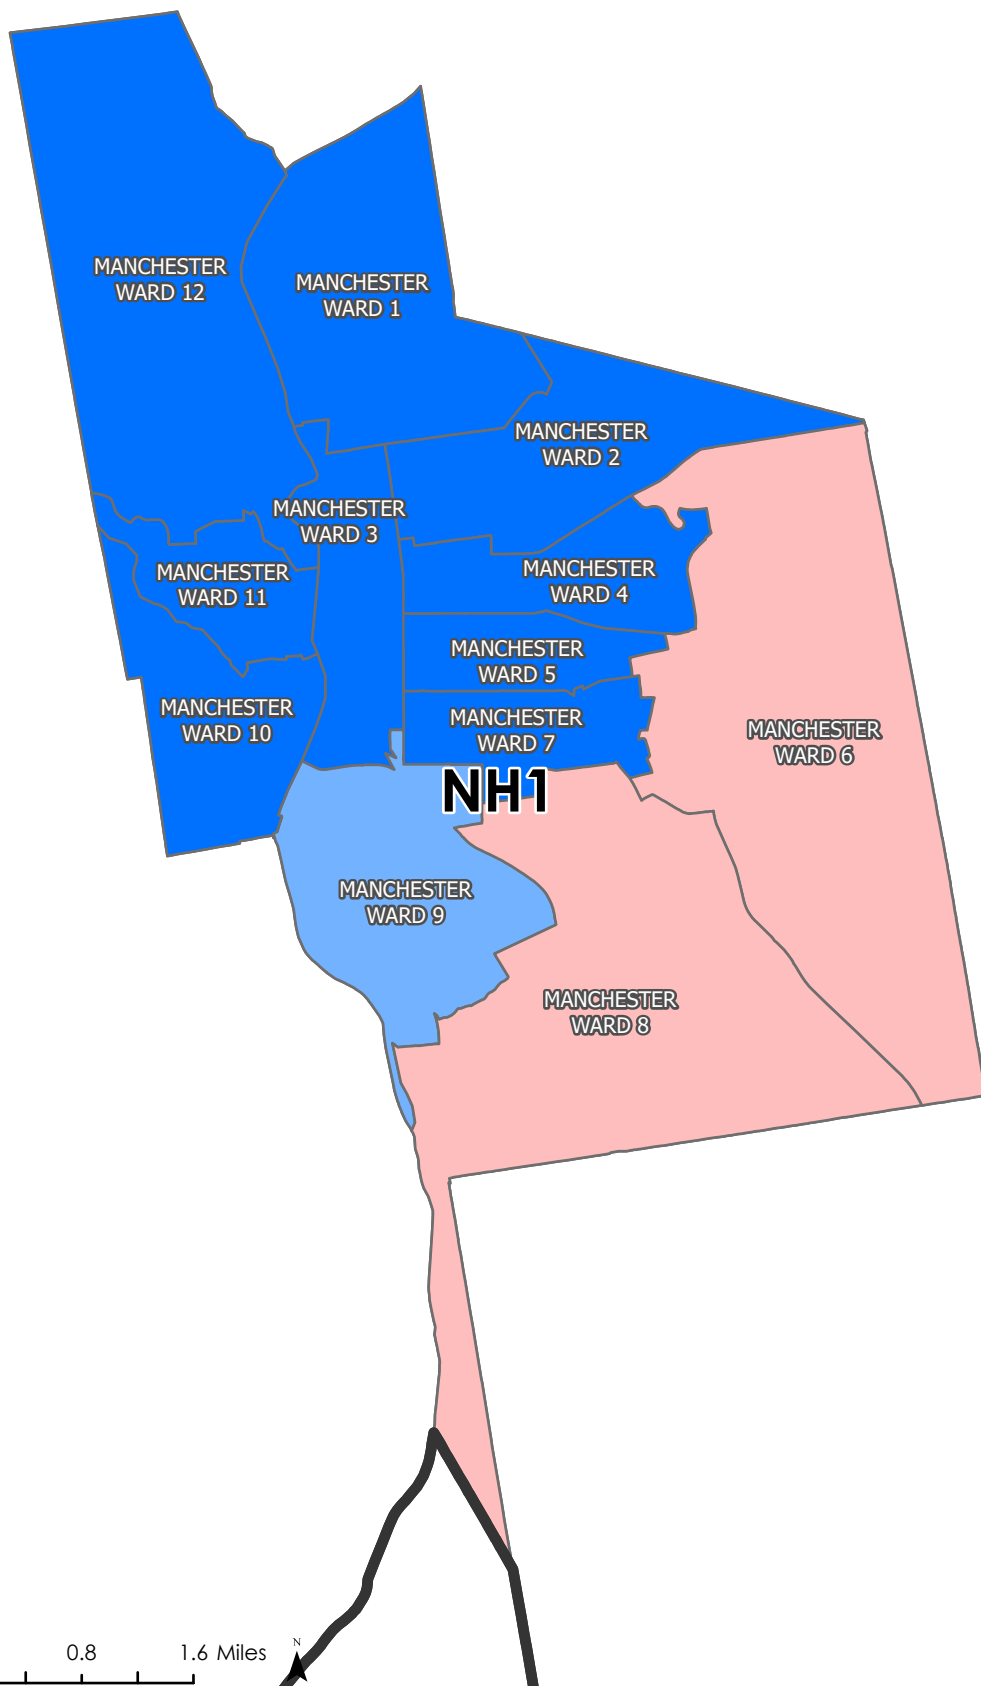 MANCHESTER
WARD 12
MANCHESTER
WARD 1
MANCHESTER
WARD 2
MANCHESTER
WARD 3
MANCHESTER
WARD 4
MANCHESTER
WARD 11
MANCHESTER
WARD 5
MANCHESTER
WARD 10
MANCHESTER
WARD 7
MANCHESTER
WARD 6
NH1
MANCHESTER
WARD 9
MANCHESTER
WARD 8
0.8 1.6 Miles
N